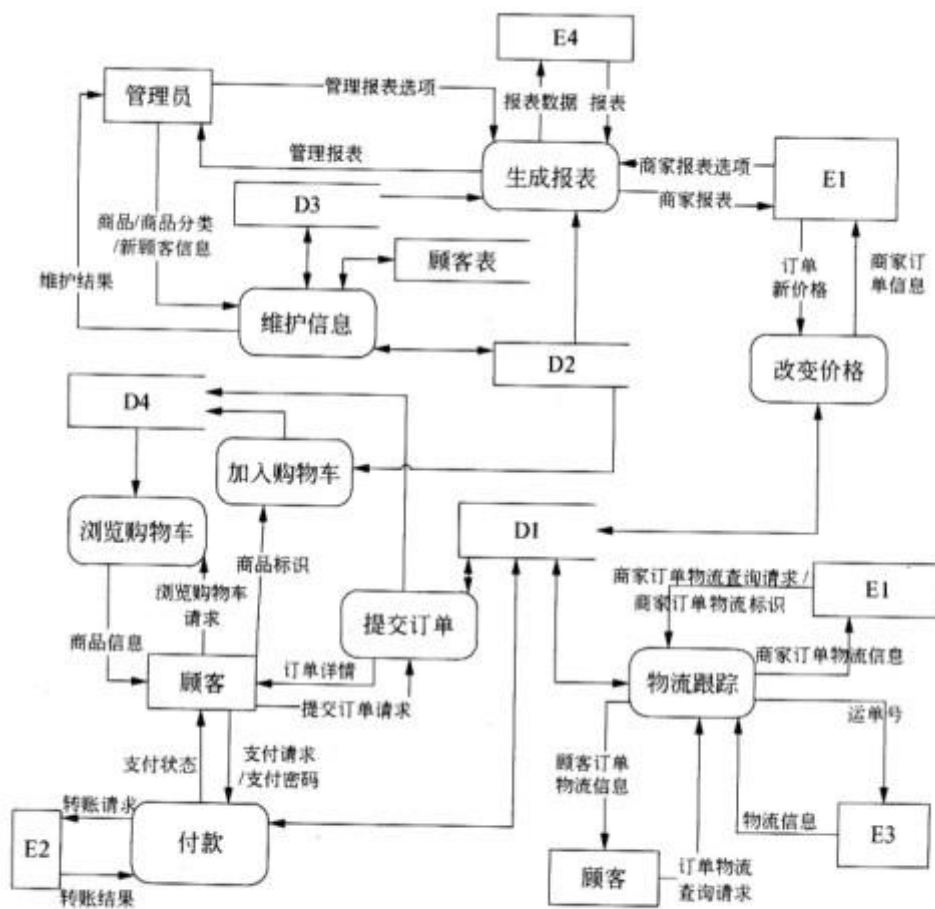 E4
管理员
管理报表选项
报表数据
报表
管理报表
生成报表
商家报表选项
商家报表
E1
D3
商品/商品分类
/新顾客信息
顾客表
维护结果
订单
新价格
商家订
单信息
维护信息
D2
改变价格
D4
加入购物车
浏览购物车
D1
商品标识
浏览购物车
请求
商家订单物流查询请求/
商家订单物流标识
E1
提交订单
商品信息
订单详情
商家订单物流信息
顾客
物流跟踪
提交订单请求
运单号
支付状态
支付请求
/支付密码
顾客订单
物流信息
转账请求
E2
付款
物流信息
E3
转账结果
顾客
订单物流
查询请求